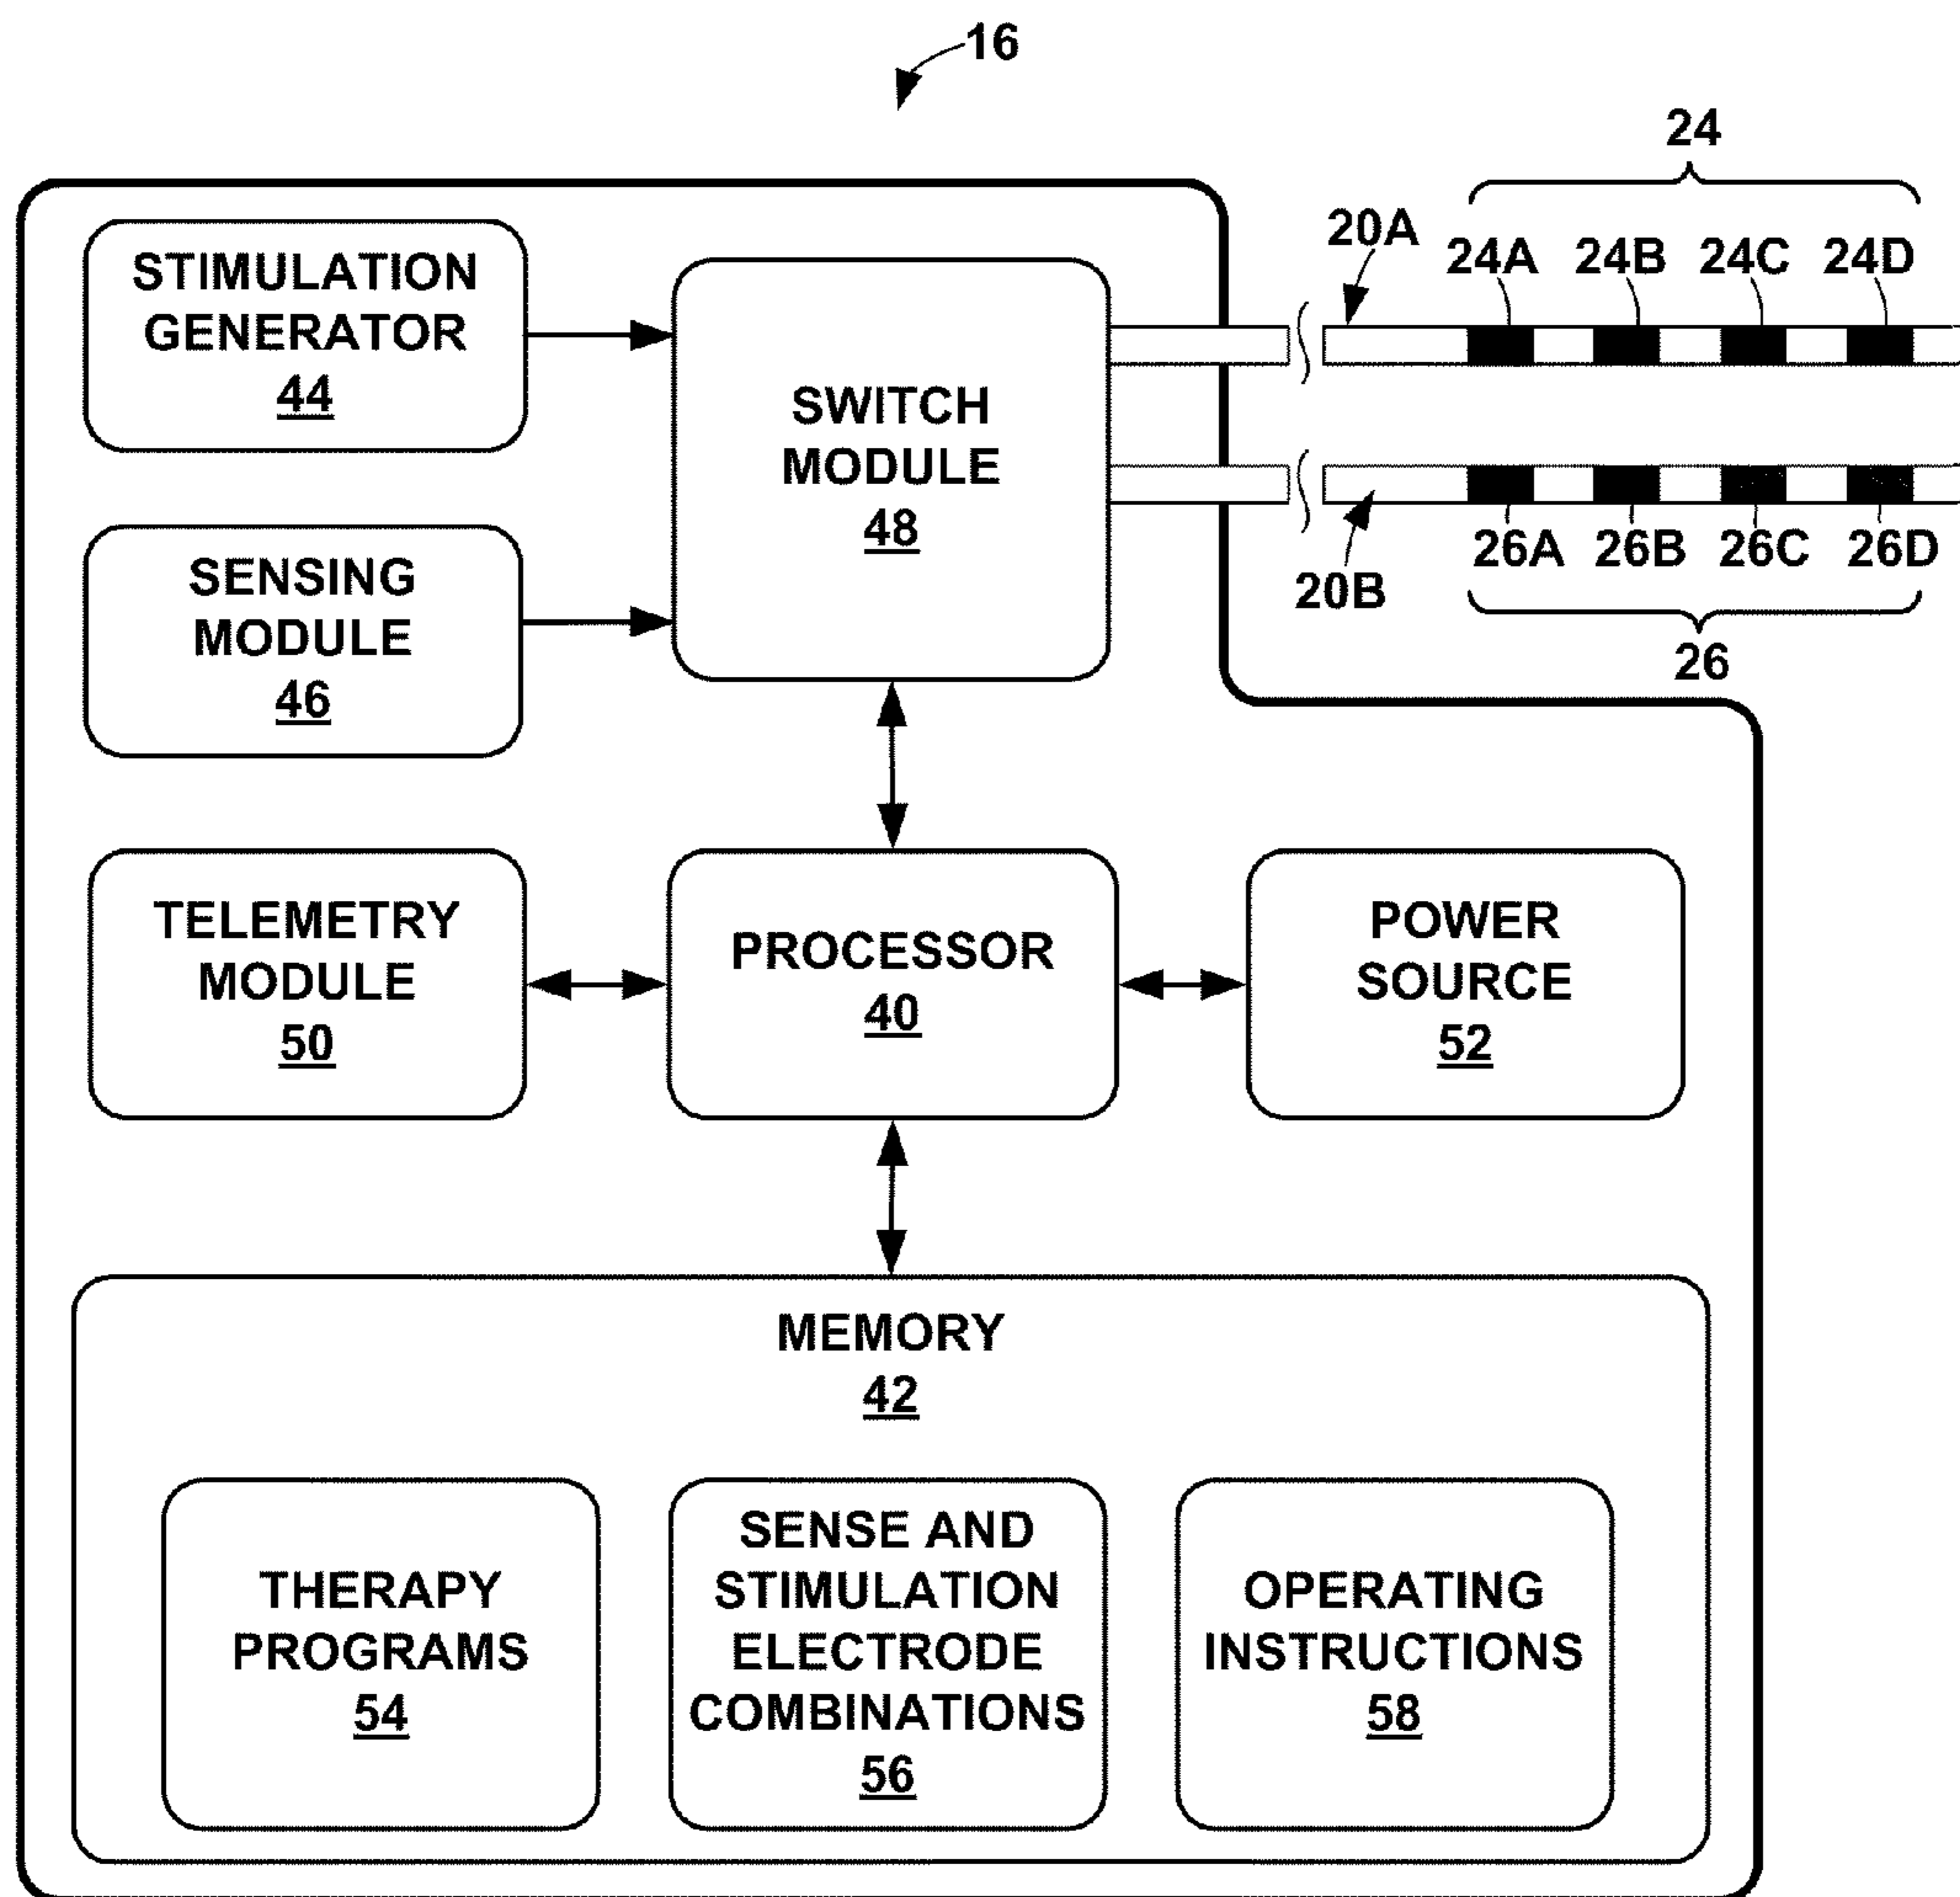 16
24
20A
24A 24B 24C 24D
STIMULATION
GENERATOR
44
SWITCH
MODULE
48
SENSING
MODULE
46
20B
26A 26B 26C 26D
26
TELEMETRY
MODULE
50
PROCESSOR
40
POWER
SOURCE
52
MEMORY
42
THERAPY
PROGRAMS
54
SENSE AND
STIMULATION
ELECTRODE
COMBINATIONS
56
OPERATING
INSTRUCTIONS
58